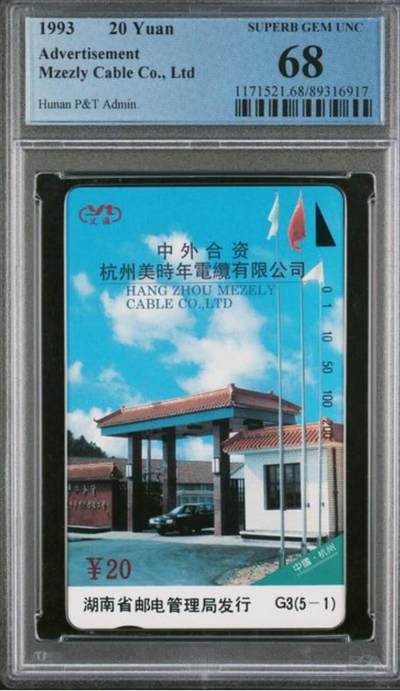 1993 20 Yuan SUPERB GEM UNC
Advertisement
Mzezly Cable Co., Ltd
68
Hunan P&T Admin.
1171521.68/89316917
中外合资
杭州美時年電纜有限公司
HANG ZHOU MEZELY
CABLE CO.,LTD
0
1
10
50
100
200
中国·杭州
¥20
湖南省邮电管理局发行 G3(5-1)